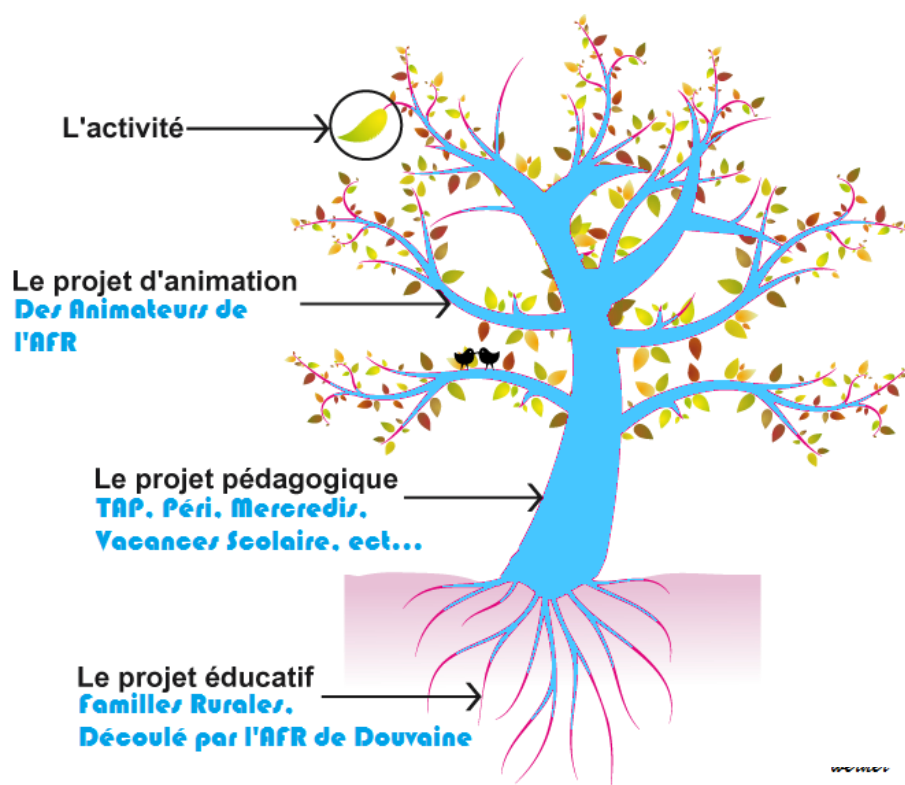 L'activité
Le projet d'animation
Des Animateurs de
l'AFR
Le projet pédagogique
TAP, Péri, Mercredis,
Vacances Scolaire, ect...
Le projet éducatif
Familles Rurales,
Découlé par l'AFR de Douvaine